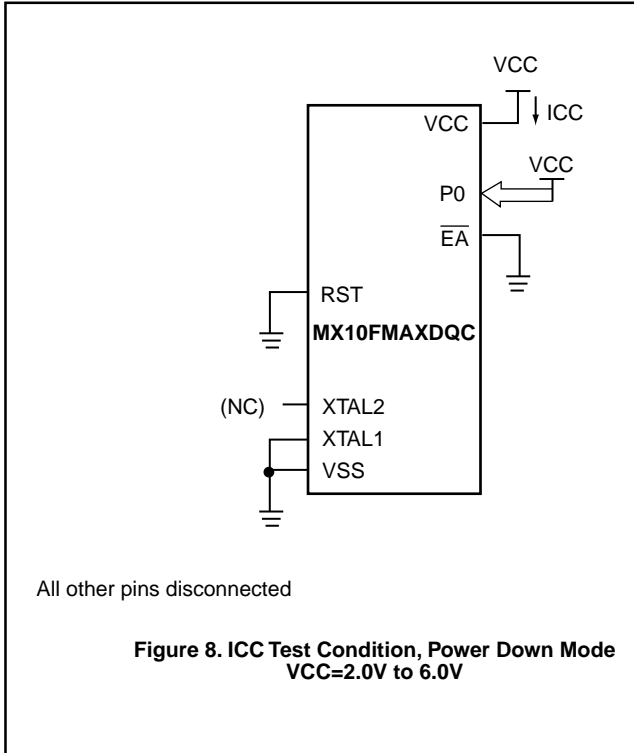 VCC
VCC
ICC
VCC
P0
EA
RST
MX10FMAXDQC
(NC)
XTAL2
XTAL1
VSS
All other pins disconnected
Figure 8. ICC Test Condition, Power Down Mode
VCC=2.0V to 6.0V